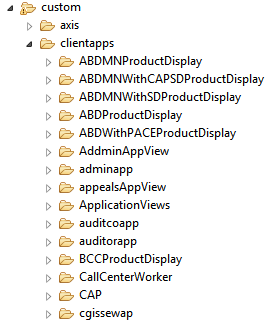 custom
axis
clientapps
ABDMNProductDisplay
ABDMNWithCAPSDProductDisplay
ABDMNWithSDProductDisplay
ABDProductDisplay
ABDWithPACEProductDisplay
AddminAppView
adminapp
appealsAppView
ApplicationViews
auditcoapp
auditorapp
BCCProductDisplay
CallCenterWorker
CAP
cgissewap